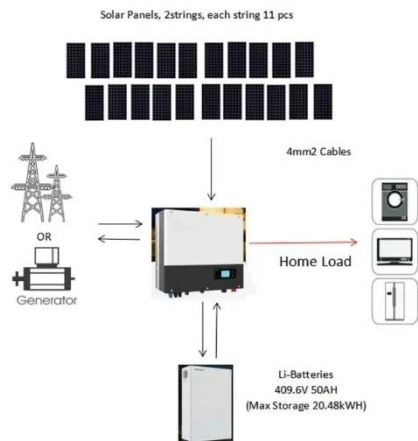 Solar Panels, 2strings, each string 11 pcs
4mm2 Cables
OR
Generator
Home Load
Li-Batteries
409.6V 50AH
(Max Storage 20.48kWH)